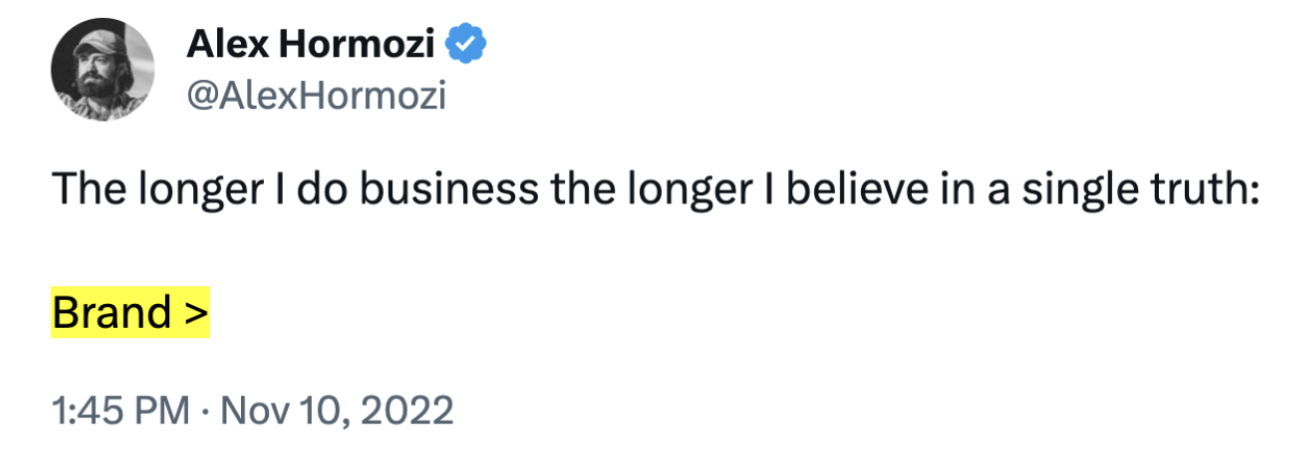 Alex Hormozi
@AlexHormozi
The longer I do business the longer I believe in a single truth:
Brand >
1:45 PM · Nov 10, 2022